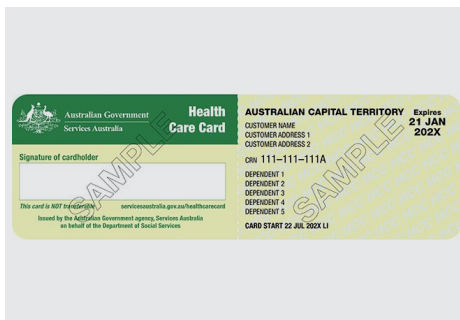 Australian Government
Services Australia
Health
Care Card
Signature of cardholder
This card is NOT transferable
servicesaustralia.gov.au/healthcarecard
Issued by the Australian Government agency, Services Australia
on behalf of the Department of Social Services
SAMPLE
AUSTRALIAN CAPITAL TERRITORY
Expires
21 JAN
202X
CUSTOMER NAME
CUSTOMER ADDRESS 1
CUSTOMER ADDRESS 2
CRN 111-111-111A
DEPENDENT 1
DEPENDENT 2
DEPENDENT 3
DEPENDENT 4
DEPENDENT 5
CARD START 22 JUL 202X LI
SAMPLE